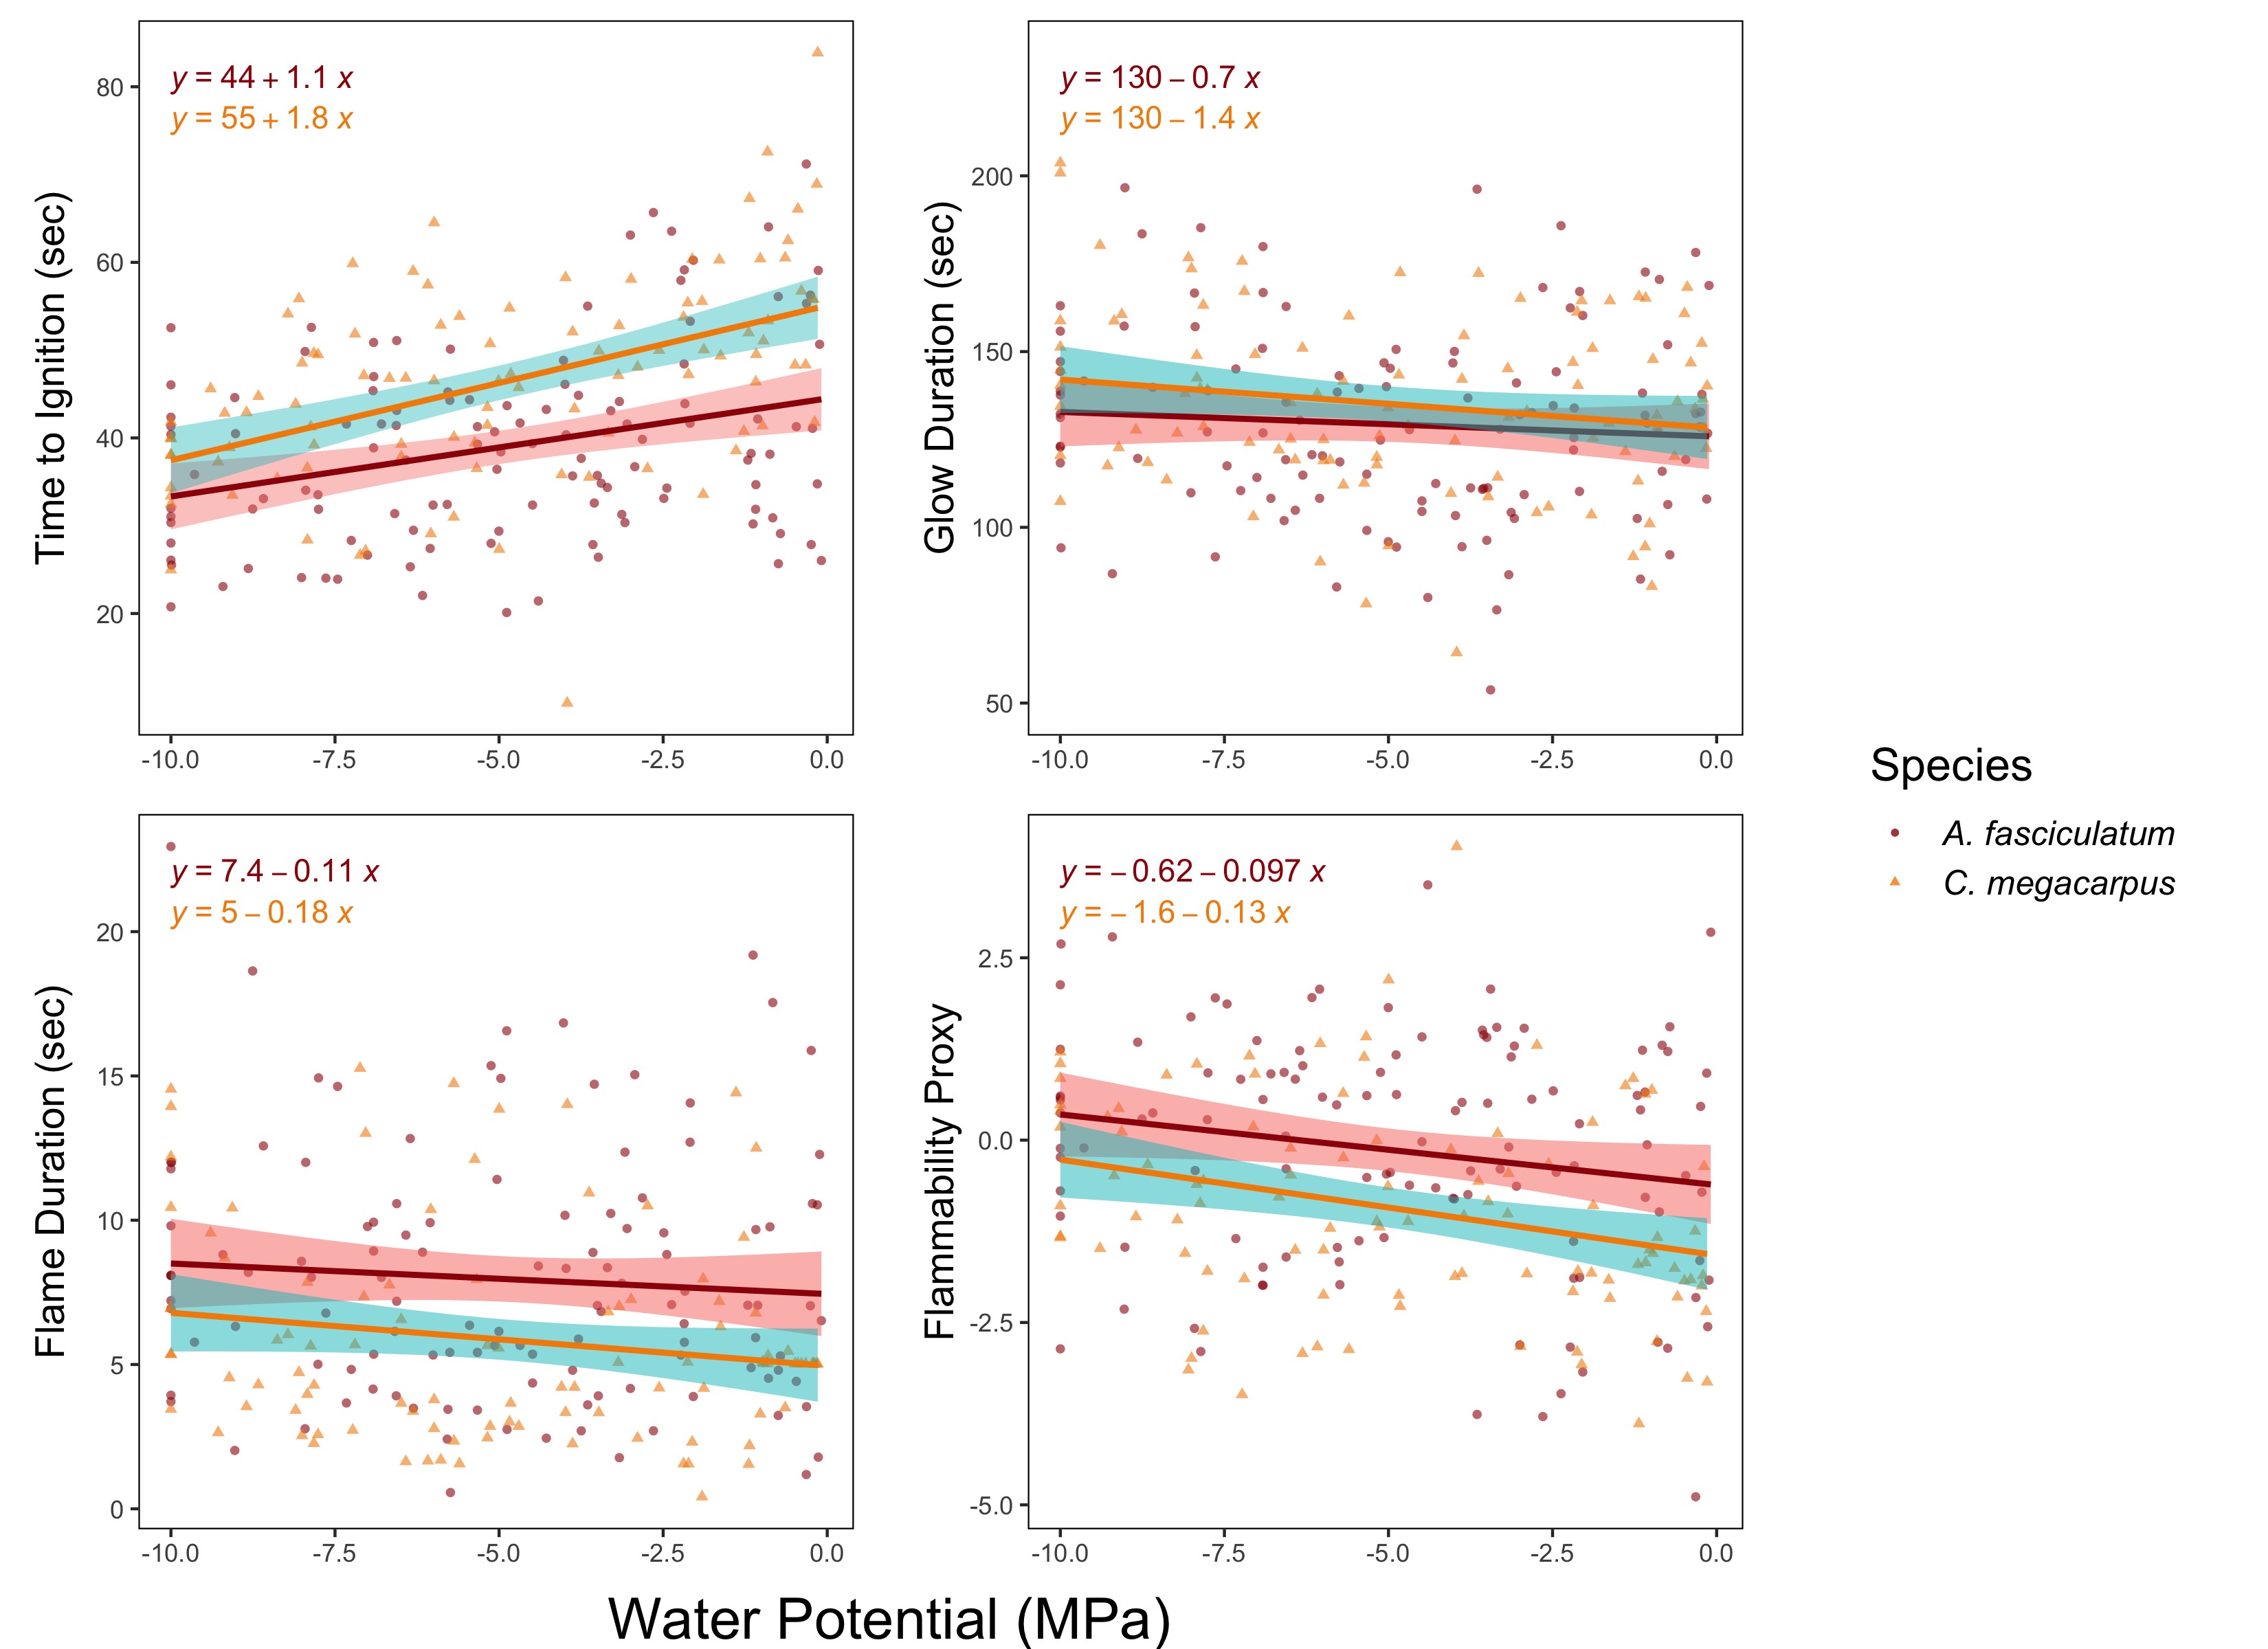 y = 44 + 1.1 x
y = 55 + 1.8 x
Time to Ignition (sec)
80
60
40
20
-10.0 -7.5 -5.0 -2.5 0.0
y = 130 – 0.7 x
y = 130 – 1.4 x
Glow Duration (sec)
200
150
100
50
-10.0 -7.5 -5.0 -2.5 0.0
y = 7.4 – 0.11 x
y = 5 – 0.18 x
Flame Duration (sec)
20
15
10
5
0
-10.0 -7.5 -5.0 -2.5 0.0
y = – 0.62 – 0.097 x
y = – 1.6 – 0.13 x
Flammability Proxy
2.5
0.0
-2.5
-5.0
-10.0 -7.5 -5.0 -2.5 0.0
Water Potential (MPa)
Species
A. fasciculatum
C. megacarpus